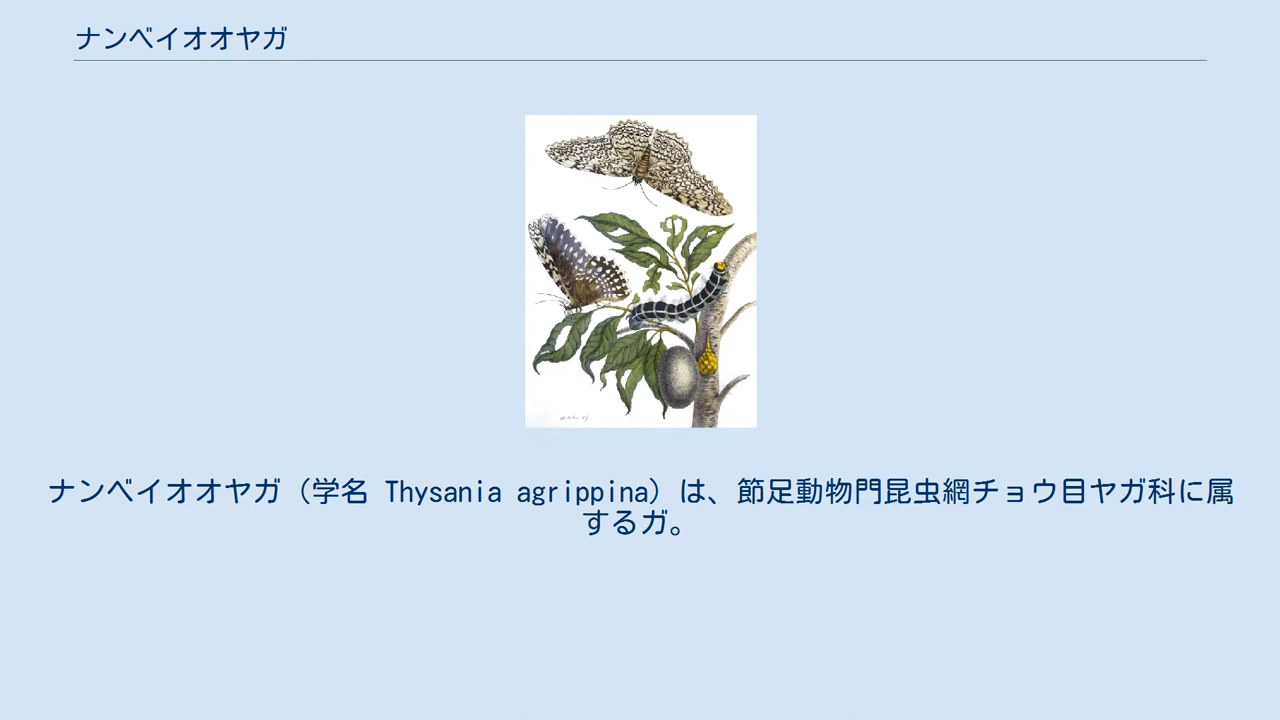 ナンベイオオヤガ
ナンベイオオヤガ（学名 Thysania agrippina）は、節足動物門昆虫網チョウ目ヤガ科に属
するガ。